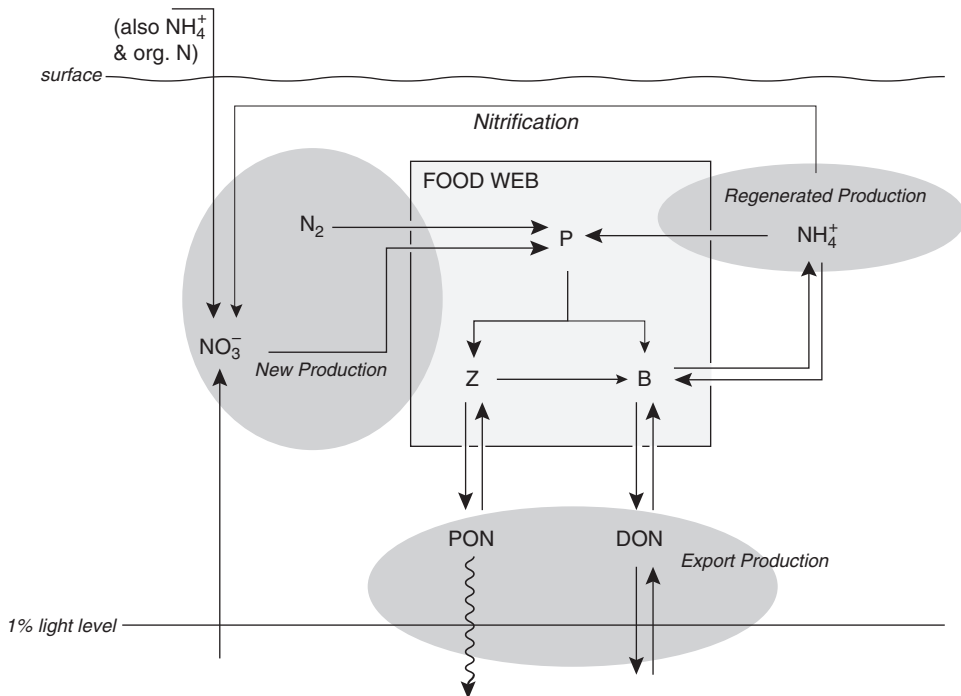 (also NH₄⁺
& org. N)
surface
Nitrification
FOOD WEB
Regenerated Production
N₂
P
NH₄⁺
NO₃⁻
New Production
Z
B
PON
DON
Export Production
1% light level